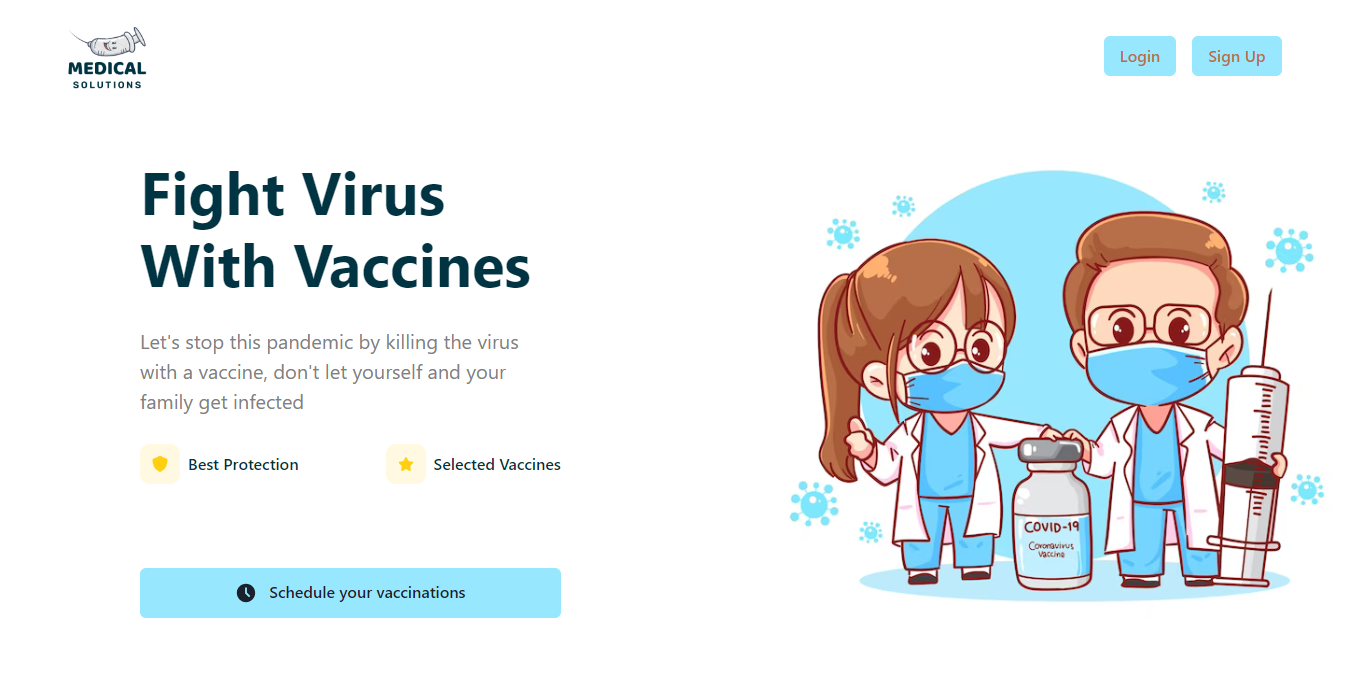 MEDICAL
SOLUTIONS
Login
Sign Up
Fight Virus
With Vaccines
Let's stop this pandemic by killing the virus
with a vaccine, don't let yourself and your
family get infected
Best Protection
Selected Vaccines
Schedule your vaccinations
COVID-19
Coronavirus
Vaccine